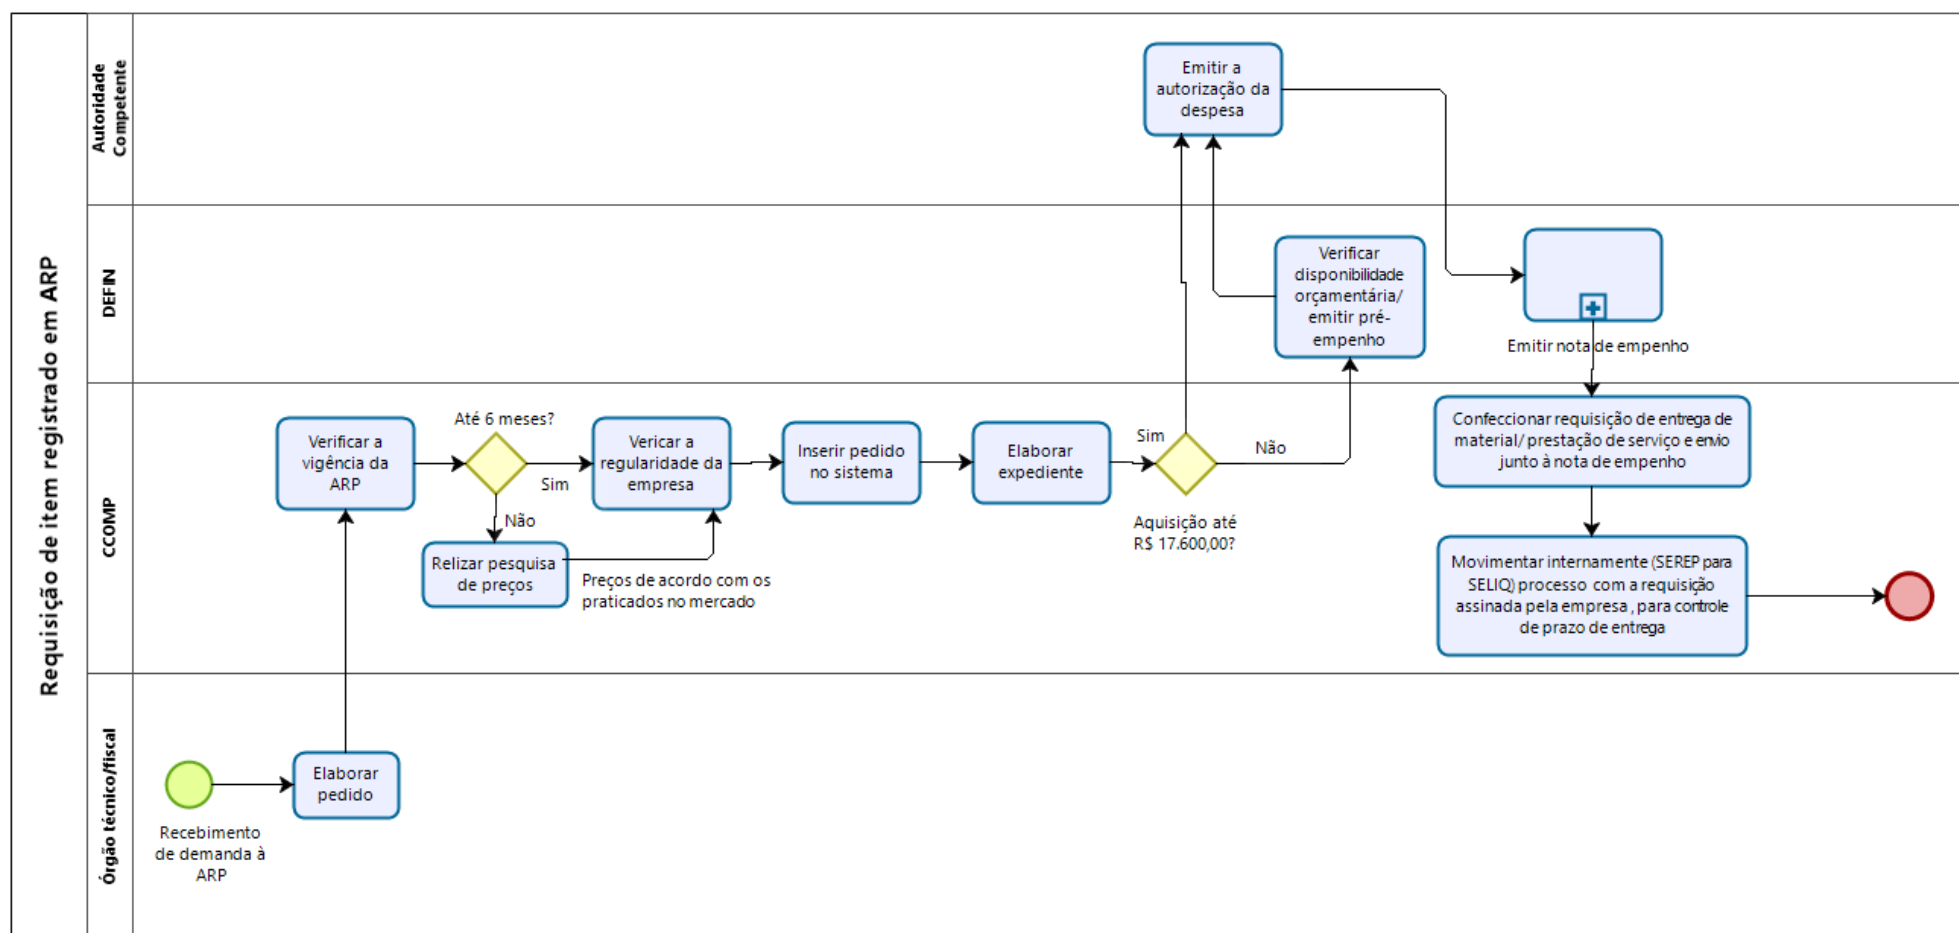 Requisição de item registrado em ARP
Autoridade
Competente
Emitir a
autorização da
despesa
DEFIN
Verificar
disponibilidade
orçamentária/
emitir pré-
empenho
Emitir nota de empenho
CCOMP
Verificar a
vigência da
ARP
Até 6 meses?
Sim
Não
Relizar pesquisa
de preços
Preços de acordo com os
praticados no mercado
Vericar a
regularidade da
empresa
Inserir pedido
no sistema
Elaborar
expediente
Sim
Não
Aquisição até
R$ 17.600,00?
Confeccionar requisição de entrega de
material/ prestação de serviço e envio
junto à nota de empenho
Movimentar internamente (SEREP para
SELIQ) processo com a requisição
assinada pela empresa , para controle
de prazo de entrega
Órgão técnico/fiscal
Recebimento
de demanda à
ARP
Elaborar
pedido